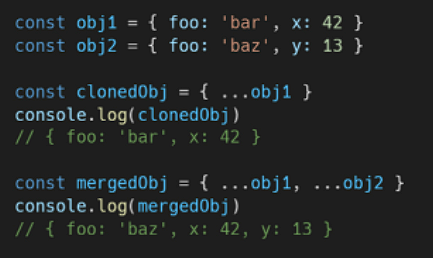 const obj1 = { foo: 'bar', x: 42 }
const obj2 = { foo: 'baz', y: 13 }
const clonedObj = { ...obj1 }
console.log(clonedObj)
// { foo: 'bar', x: 42 }
const mergedObj = { ...obj1, ...obj2 }
console.log(mergedObj)
// { foo: 'baz', x: 42, y: 13 }